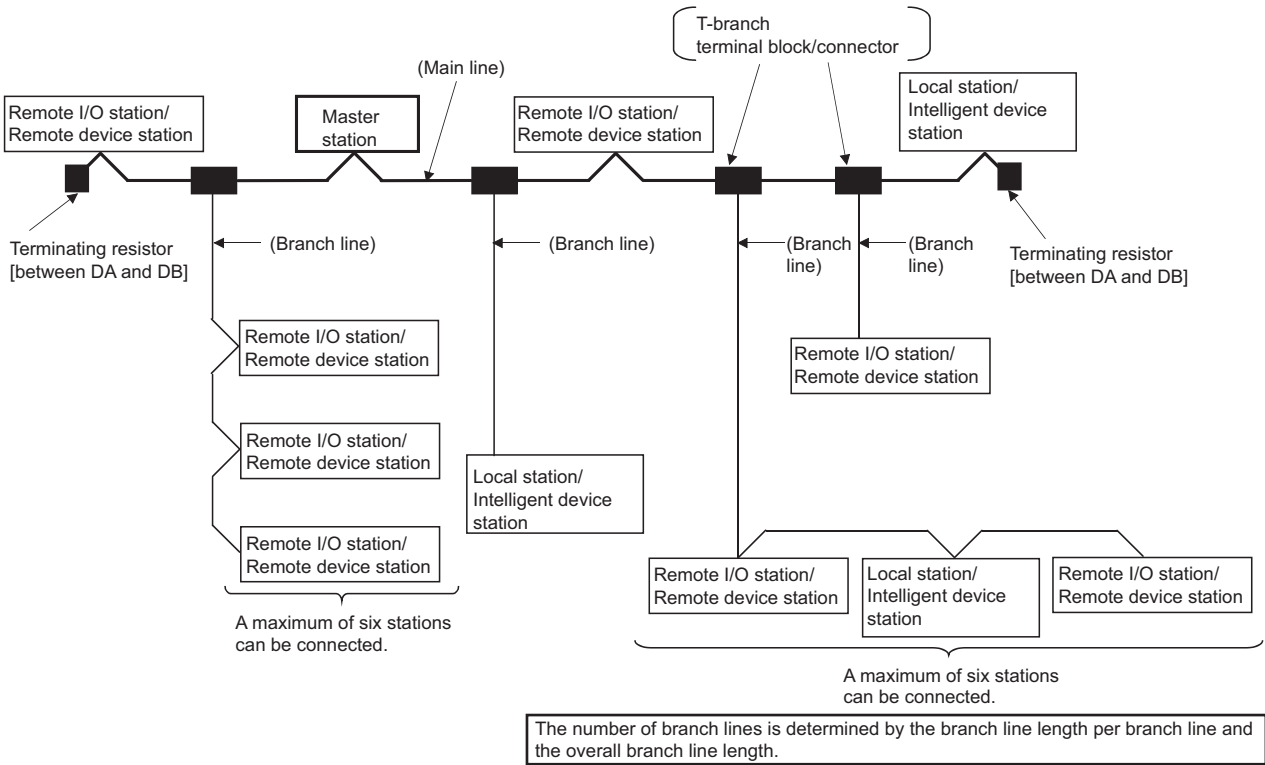 T-branch
terminal block/connector
(Main line)
Remote I/O station/
Remote device station
Master
station
Remote I/O station/
Remote device station
Local station/
Intelligent device
station
Terminating resistor
[between DA and DB]
(Branch line)
(Branch line)
(Branch
line)
(Branch
line)
Terminating resistor
[between DA and DB]
Remote I/O station/
Remote device station
Remote I/O station/
Remote device station
Remote I/O station/
Remote device station
A maximum of six stations
can be connected.
Local station/
Intelligent device
station
Remote I/O station/
Remote device station
Remote I/O station/
Remote device station
Local station/
Intelligent device
station
Remote I/O station/
Remote device station
A maximum of six stations
can be connected.
The number of branch lines is determined by the branch line length per branch line and
the overall branch line length.